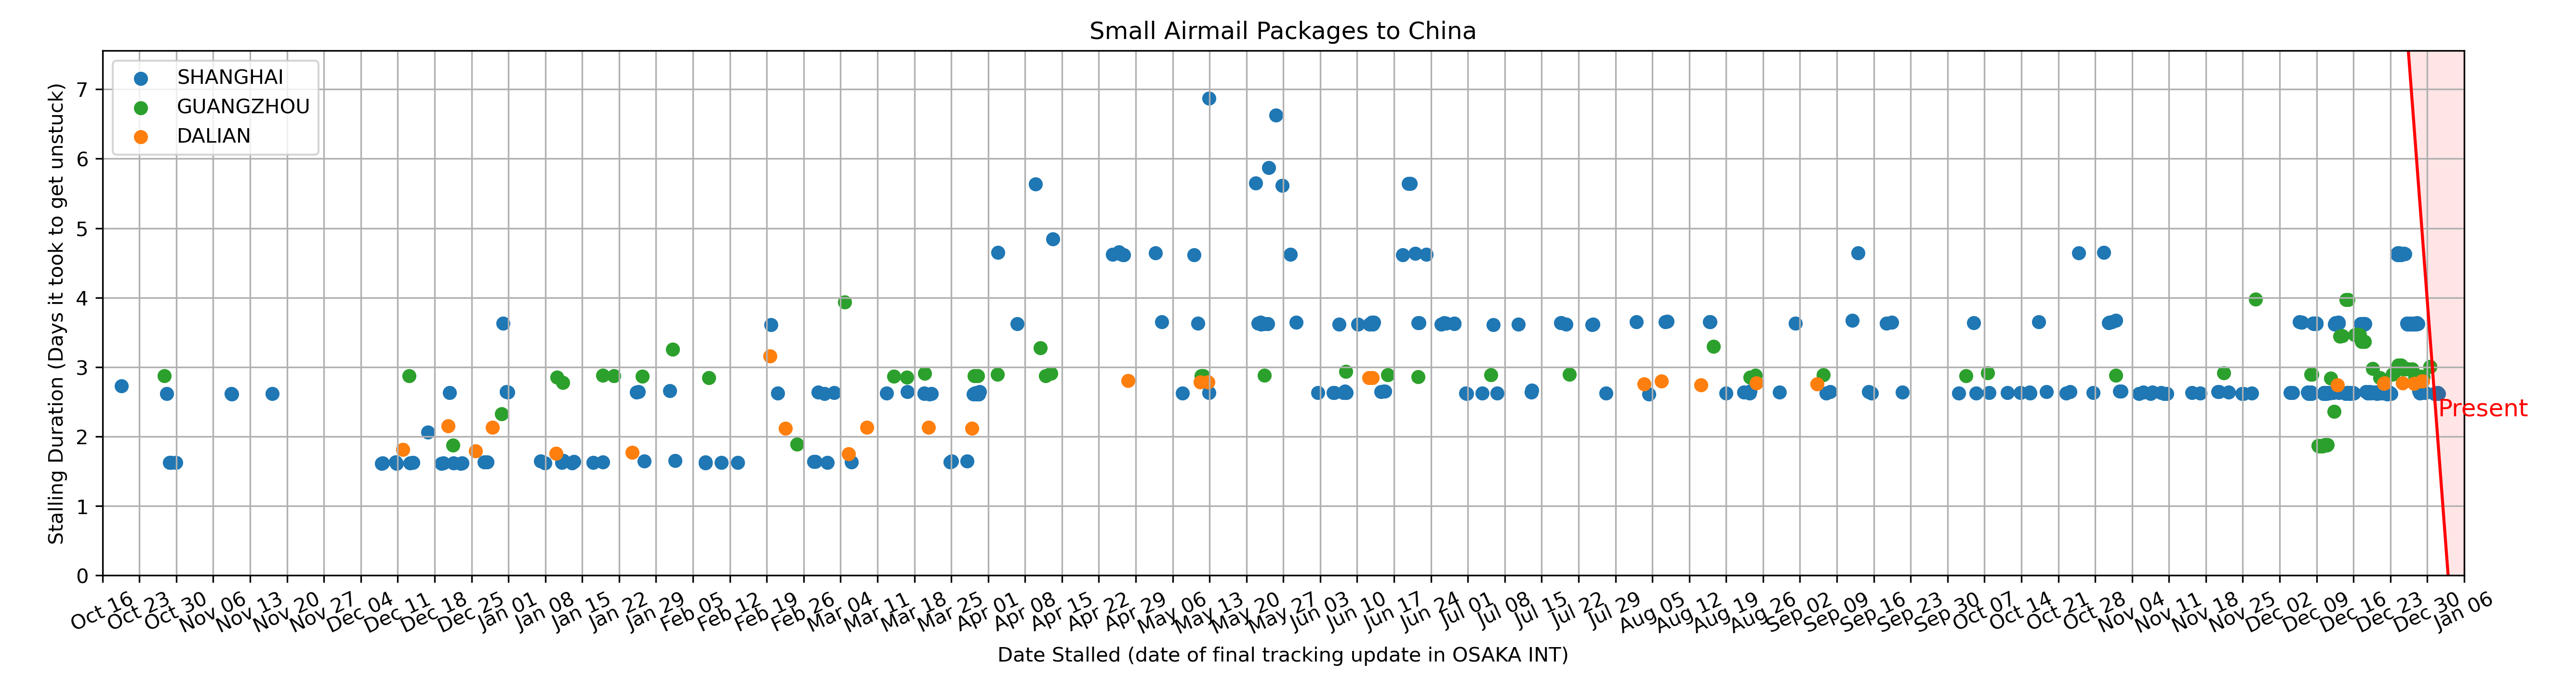 Small Airmail Packages to China
SHANGHAI
GUANGZHOU
DALIAN
Stalling Duration (Days it took to get unstuck)
7
6
5
4
3
2
1
0
Present
Oct 16 Oct 23 Oct 30 Nov 06 Nov 13 Nov 20 Nov 27 Dec 04 Dec 11 Dec 18 Dec 25 Jan 01 Jan 08 Jan 15 Jan 22 Jan 29 Feb 05 Feb 12 Feb 19 Feb 26 Mar 04 Mar 11 Mar 18 Mar 25 Apr 01 Apr 08 Apr 15 Apr 22 Apr 29 May 06 May 13 May 20 May 27 Jun 03 Jun 10 Jun 17 Jun 24 Jul 01 Jul 08 Jul 15 Jul 22 Jul 29 Aug 05 Aug 12 Aug 19 Aug 26 Sep 02 Sep 09 Sep 16 Sep 23 Sep 30 Oct 07 Oct 14 Oct 21 Oct 28 Nov 04 Nov 11 Nov 18 Nov 25 Dec 02 Dec 09 Dec 16 Dec 23 Dec 30 Jan 06
Date Stalled (date of final tracking update in OSAKA INT)